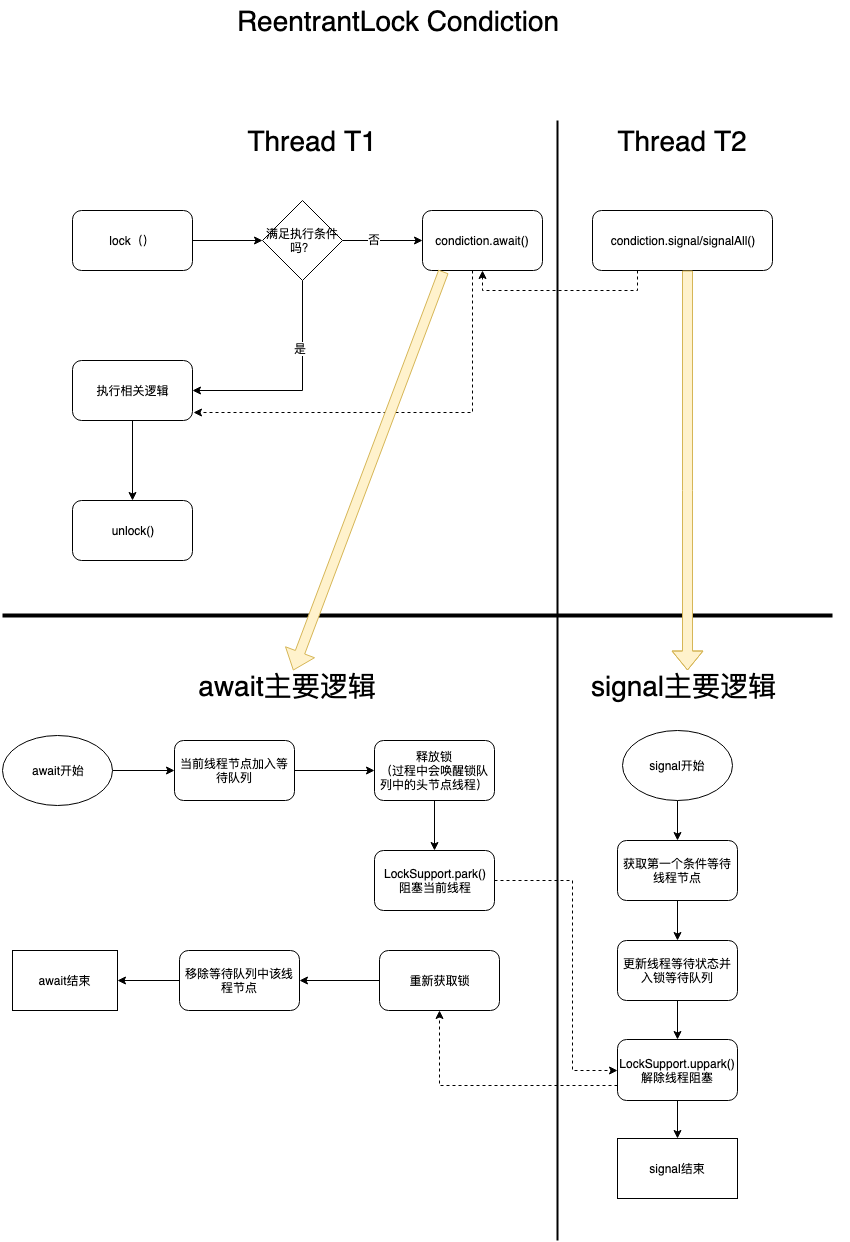 ReentrantLock Condiction
Thread T1
Thread T2
lock（）
满足执行条件
吗?
否
condiction.await()
condiction.signal/signalAll()
是
执行相关逻辑
unlock()
await主要逻辑
signal主要逻辑
await开始
当前线程节点加入等
待队列
释放锁
（过程中会唤醒锁队
列中的头节点线程）
signal开始
LockSupport.park()
阻塞当前线程
获取第一个条件等待
线程节点
await结束
移除等待队列中该线
程节点
重新获取锁
更新线程等待状态并
入锁等待队列
LockSupport.uppark()
解除线程阻塞
signal结束